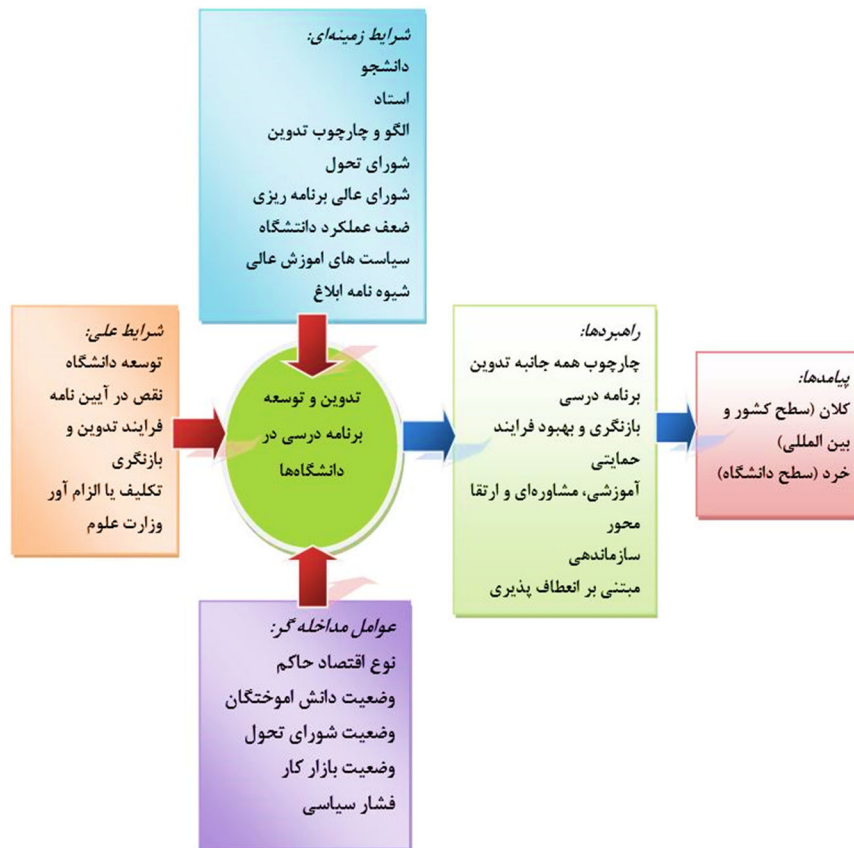 شرایط زمینه‌ای:
دانشجو
استاد
الگو و چارچوب تدوین
شورای تحول
شورای عالی برنامه ریزی
ضعف عملکرد دانتشگاه
سیاست های اموزش عالی
شیوه نامه ابلاغ
شرایط علی:
توسعه دانشگاه
نقص در آیین نامه
فرایند تدوین و
بازنگری
تکلیف یا الزام آور
وزارت علوم
تدوین و توسعه
برنامه درسی در
دانشگاه‌ها
راهبردها:
چارچوب همه جانبه تدوین
برنامه درسی
بازنگری و بهبود فرایند
حمایتی
آموزشی، مشاوره‌ای و ارتقا
محور
سازماندهی
مبتنی بر انعطاف پذیری
پیامدها:
کلان (سطح کشور و
بین المللی)
خرد (سطح دانشگاه)
عوامل مداخله گر:
نوع اقتصاد حاکم
وضعیت دانش اموختگان
وضعیت شورای تحول
وضعیت بازار کار
فشار سیاسی